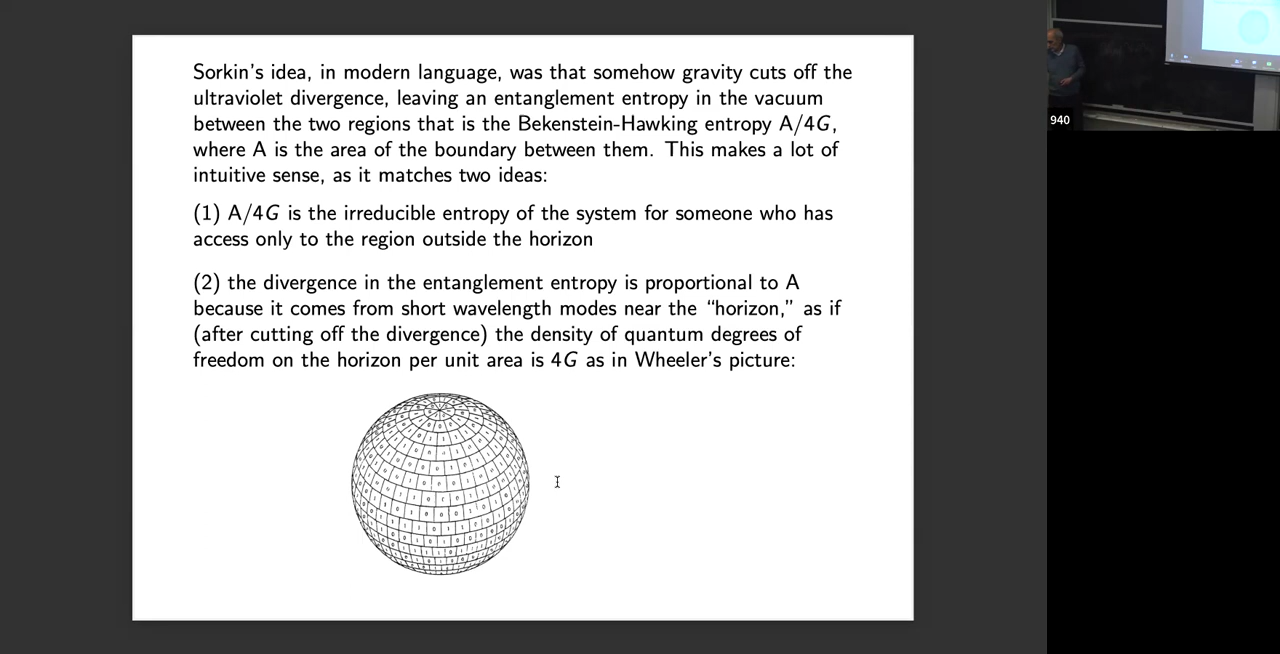 Sorkin's idea, in modern language, was that somehow gravity cuts off the
ultraviolet divergence, leaving an entanglement entropy in the vacuum
between the two regions that is the Bekenstein-Hawking entropy A/4G,
where A is the area of the boundary between them. This makes a lot of
intuitive sense, as it matches two ideas:
(1) A/4G is the irreducible entropy of the system for someone who has
access only to the region outside the horizon
(2) the divergence in the entanglement entropy is proportional to A
because it comes from short wavelength modes near the “horizon,” as if
(after cutting off the divergence) the density of quantum degrees of
freedom on the horizon per unit area is 4G as in Wheeler's picture:
940